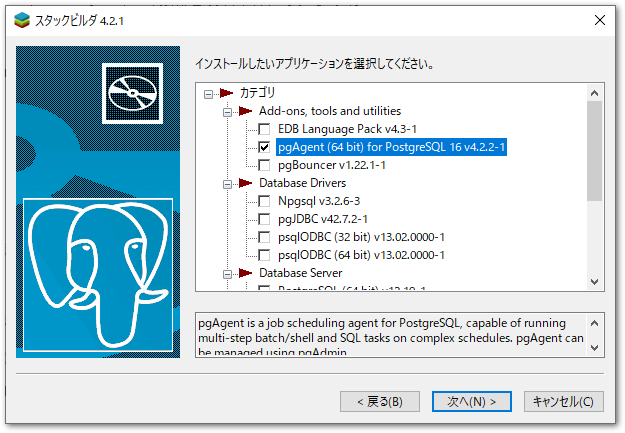 スタックビルダ 4.2.1
インストールしたいアプリケーションを選択してください。
カテゴリ
Add-ons, tools and utilities
EDB Language Pack v4.3-1
pgAgent (64 bit) for PostgreSQL 16 v4.2.2-1
pgBouncer v1.22.1-1
Database Drivers
Npgsql v3.2.6-3
pgJDBC v42.7.2-1
psqlODBC (32 bit) v13.02.0000-1
psqlODBC (64 bit) v13.02.0000-1
Database Server
PostgreSQL (64 bit)
pgAgent is a job scheduling agent for PostgreSQL, capable of running
multi-step batch/shell and SQL tasks on complex schedules. pgAgent can
be managed using pgAdmin
< 戻る(B)
次へ(N) >
キャンセル(C)